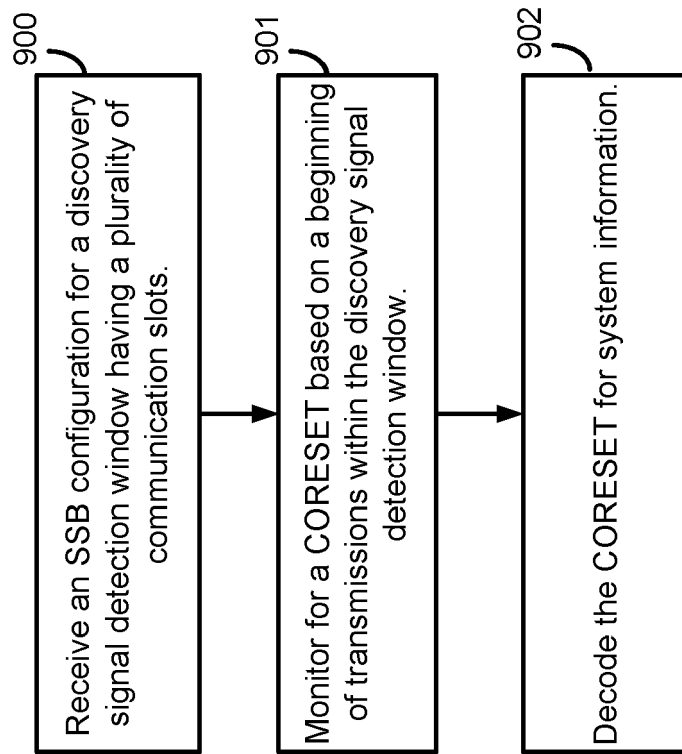 900
Receive an SSB configuration for a discovery
signal detection window having a plurality of
communication slots.
901
Monitor for a CORESET based on a beginning
of transmissions within the discovery signal
detection window.
902
Decode the CORESET for system information.